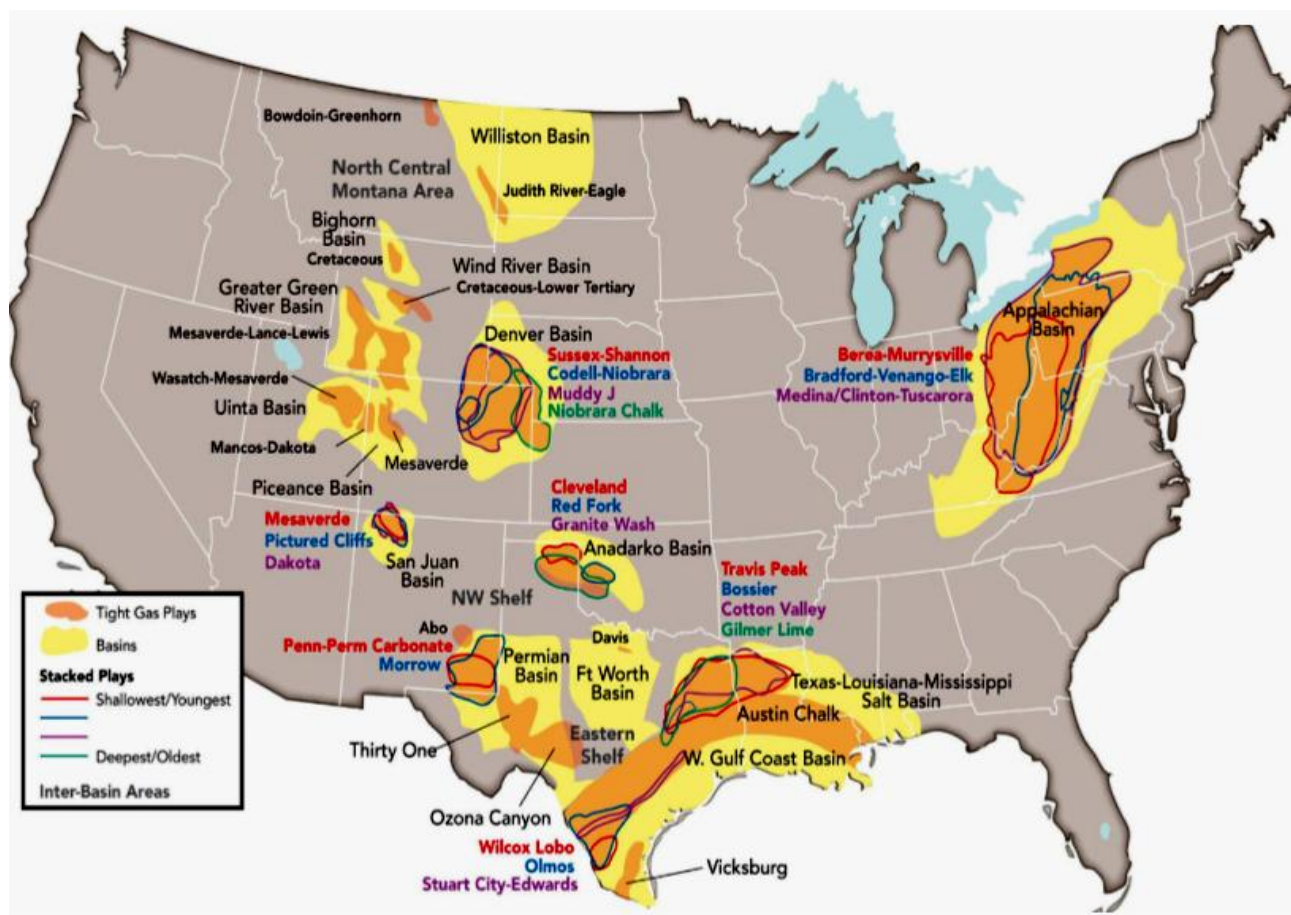 Bowdoin-Greenhorn
Williston Basin
North Central
Montana Area
Judith River-Eagle
Bighorn
Basin
Cretaceous
Wind River Basin
Cretaceous-Lower Tertiary
Greater Green
River Basin
Mesaverde-Lance-Lewis
Denver Basin
Sussex-Shannon
Codell-Niobrara
Muddy J
Niobrara Chalk
Appalachian
Basin
Berea-Murrysville
Bradford-Venango-Elk
Medina/Clinton-Tuscarora
Wasatch-Mesaverde
Uinta Basin
Mancos-Dakota
Mesaverde
Piceance Basin
Mesaverde
Pictured Cliffs
Dakota
San Juan
Basin
Cleveland
Red Fork
Granite Wash
Anadarko Basin
NW Shelf
Travis Peak
Bossier
Cotton Valley
Gilmer Lime
Abo
Penn-Perm Carbonate
Morrow
Permian
Basin
Davis
Ft Worth
Basin
Texas-Louisiana-Mississippi
Salt Basin
Austin Chalk
Thirty One
Eastern
Shelf
W. Gulf Coast Basin
Ozona Canyon
Wilcox Lobo
Olmos
Stuart City-Edwards
Vicksburg
Tight Gas Plays
Basins
Stacked Plays
Shallowest/Youngest
Deepest/Oldest
Inter-Basin Areas